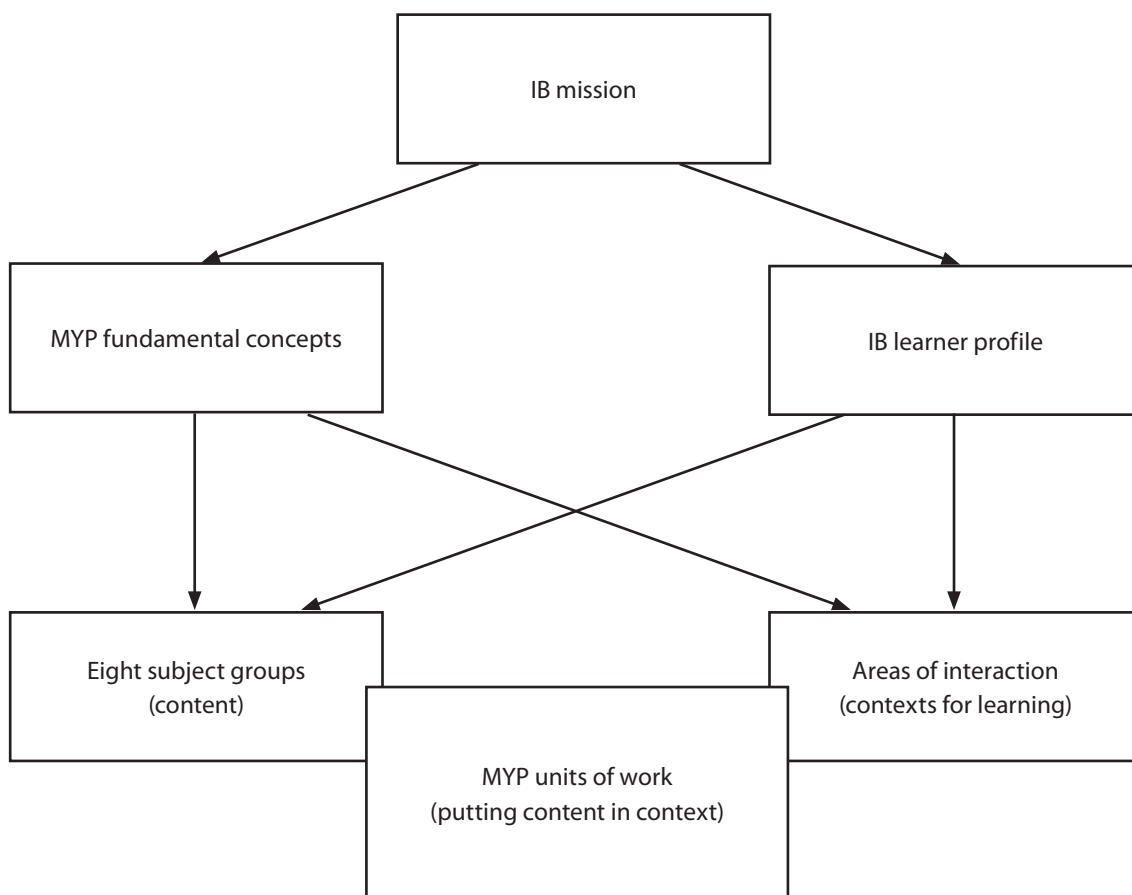 IB mission
MYP fundamental concepts
IB learner profile
Eight subject groups
(content)
Areas of interaction
(contexts for learning)
MYP units of work
(putting content in context)